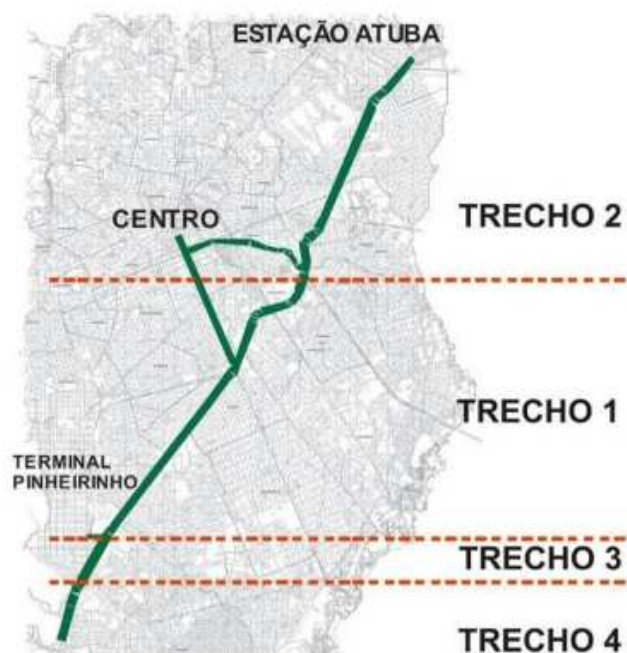 ESTAÇÃO ATUBA
CENTRO
TRECHO 2
TRECHO 1
TERMINAL
PINHEIRINHO
TRECHO 3
TRECHO 4